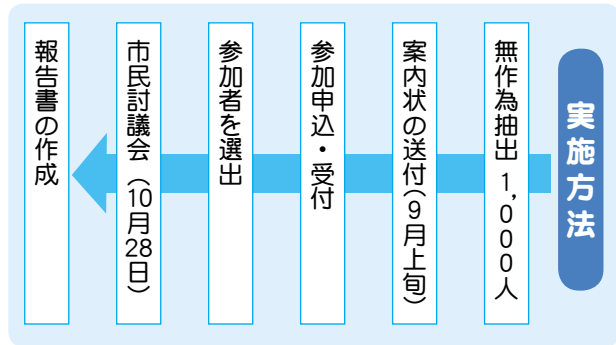 実施方法
無作為抽出 1,000人
案内状の送付(9月上旬)
参加申込・受付
参加者を選出
市民討議会(10月28日)
報告書の作成